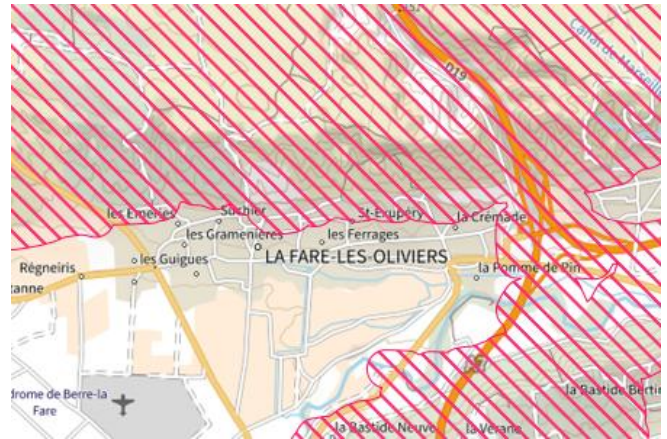 D19
Canal de Marseille
les Emeries
Suchier
St-Exupéry
la Crémade
les Gramenières
les Ferrages
LA FARE-LES-OLIVIERS
les Guigues
Régneiris
la Pomme de Pin
anne
drome de Berre-la
Fare
la Bastide Bertin
la Bastide Neuve
la Verane